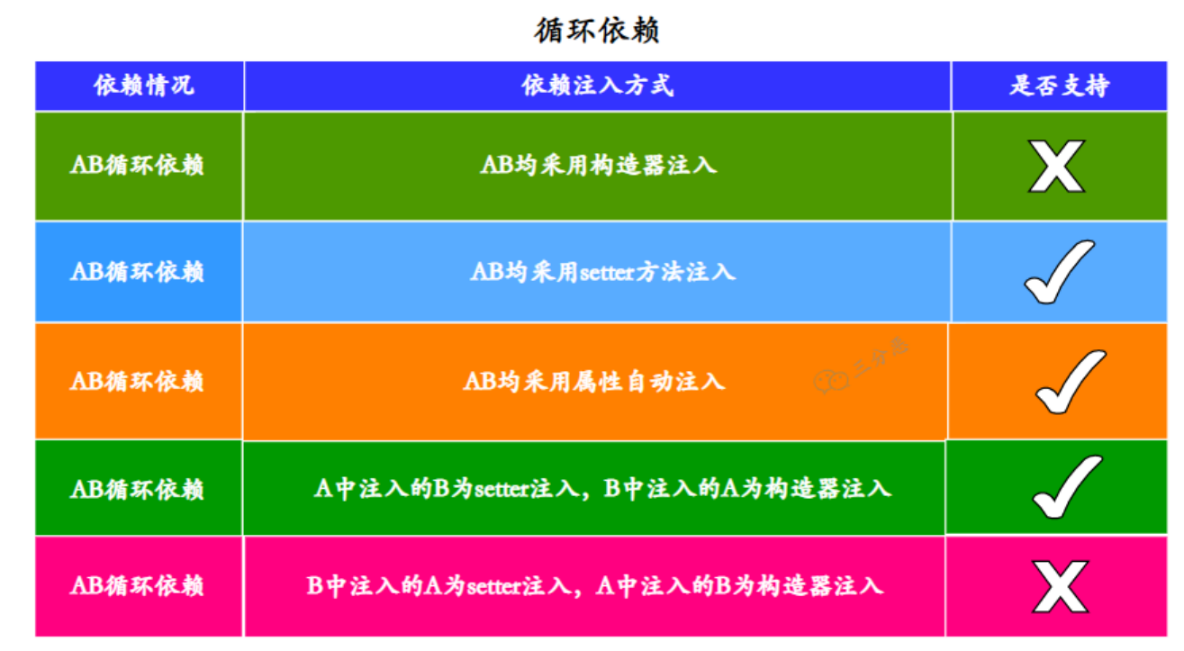 循环依赖
依赖情况 依赖注入方式 是否支持
AB循环依赖 AB均采用构造器注入
AB循环依赖 AB均采用setter方法注入
AB循环依赖 AB均采用属性自动注入
三分恶
AB循环依赖 A中注入的B为setter注入，B中注入的A为构造器注入
AB循环依赖 B中注入的A为setter注入，A中注入的B为构造器注入